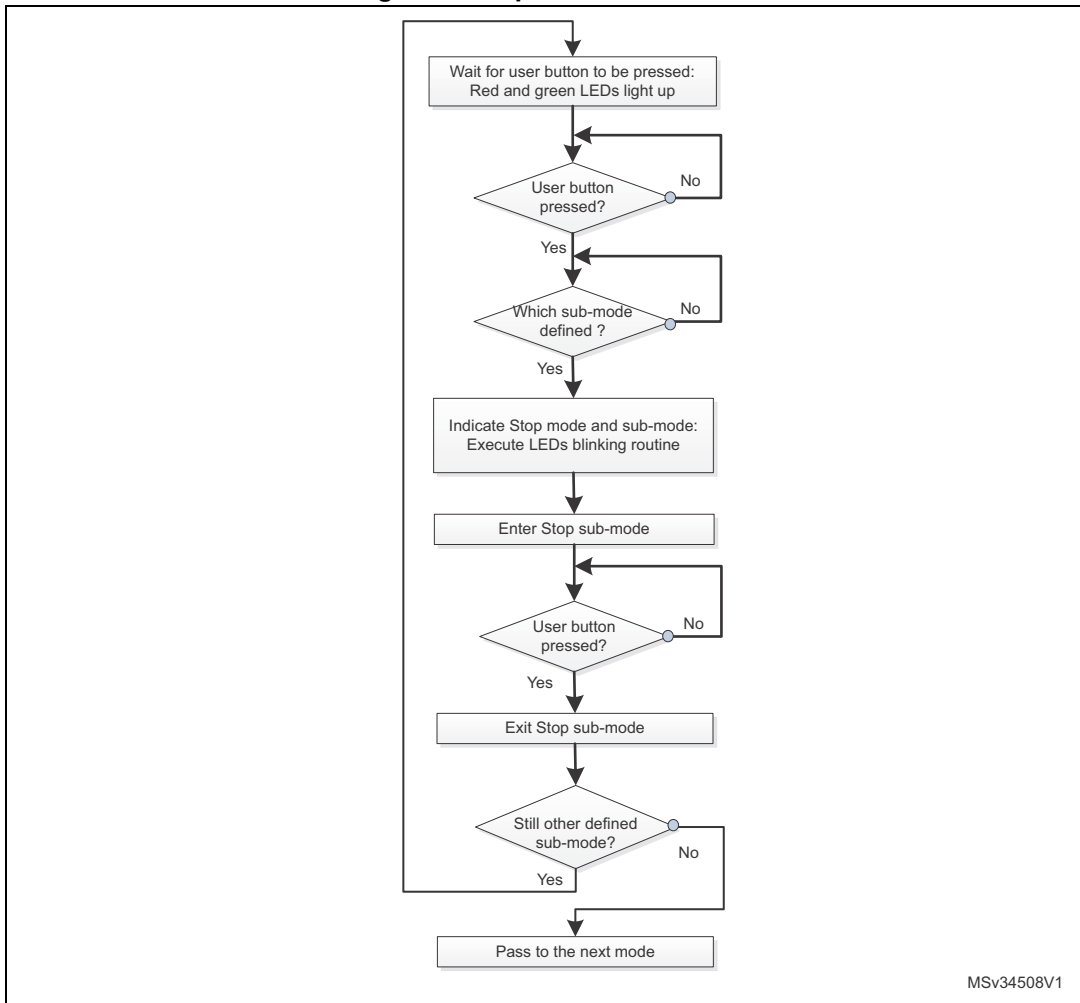 Wait for user button to be pressed:
Red and green LEDs light up
User button
pressed?
No
Yes
Which sub-mode
defined ?
No
Yes
Indicate Stop mode and sub-mode:
Execute LEDs blinking routine
Enter Stop sub-mode
User button
pressed?
No
Yes
Exit Stop sub-mode
Still other defined
sub-mode?
No
Yes
Pass to the next mode
MSv34508V1